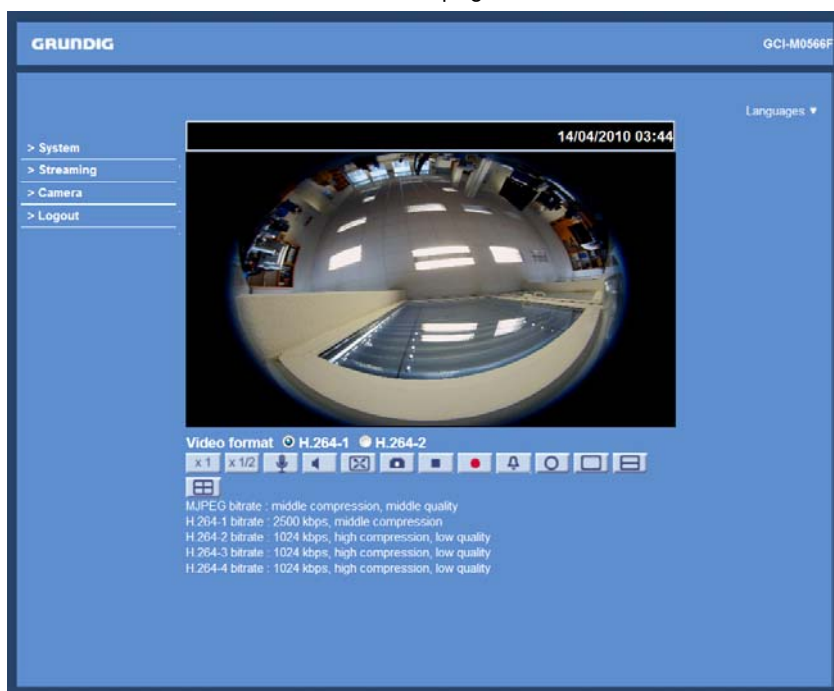 GRUNDIG
GCI-M0566F
Languages ▼
14/04/2010 03:44
> System
> Streaming
> Camera
> Logout
Video format H.264-1 H.264-2
x 1 x 1/2
MJPEG bitrate : middle compression, middle quality
H.264-1 bitrate : 2500 kbps, middle compression
H.264-2 bitrate : 1024 kbps, high compression, low quality
H.264-3 bitrate : 1024 kbps, high compression, low quality
H.264-4 bitrate : 1024 kbps, high compression, low quality